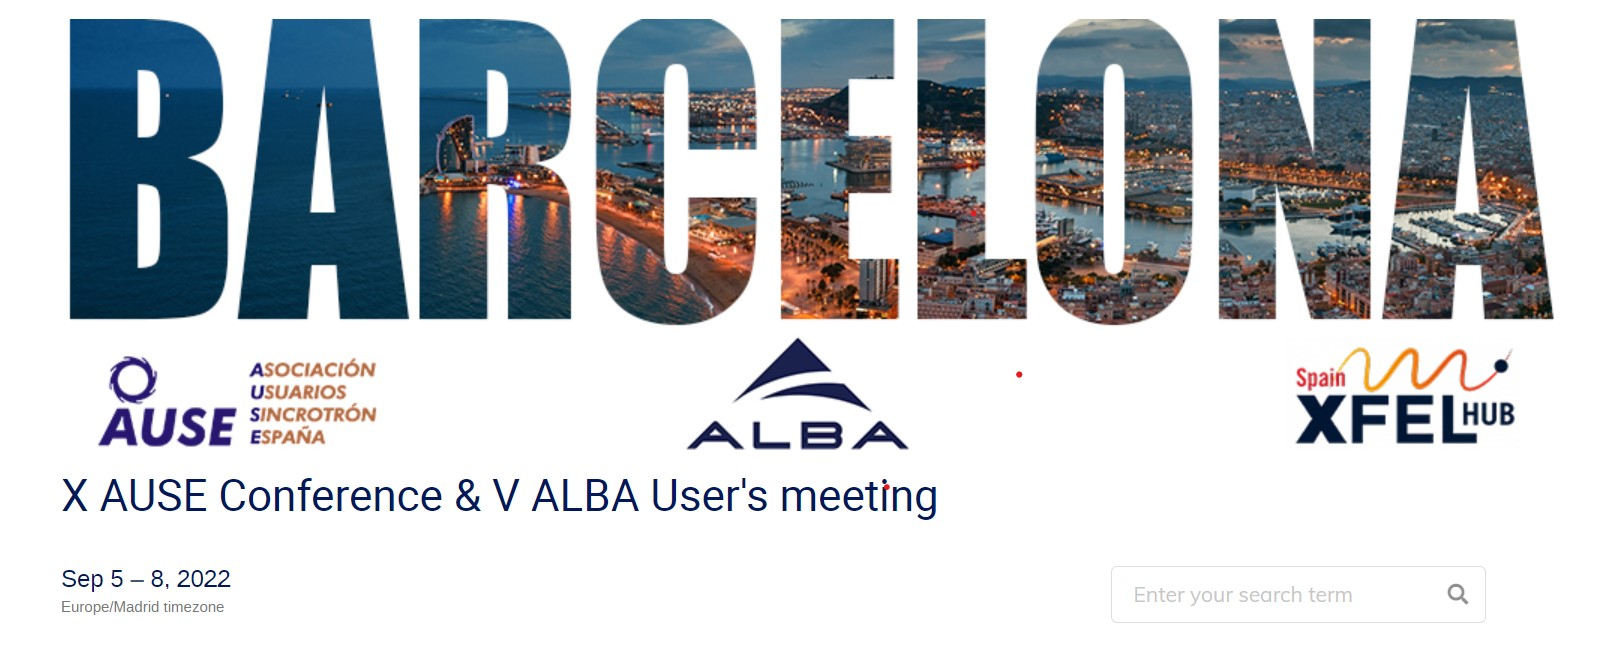 BARCELONA
AUSE
ASOCIACIÓN
USUARIOS
SINCROTRÓN
ESPAÑA
ALBA
Spain
XFEL HUB
X AUSE Conference & V ALBA User's meeting
Sep 5 – 8, 2022
Europe/Madrid timezone
Enter your search term